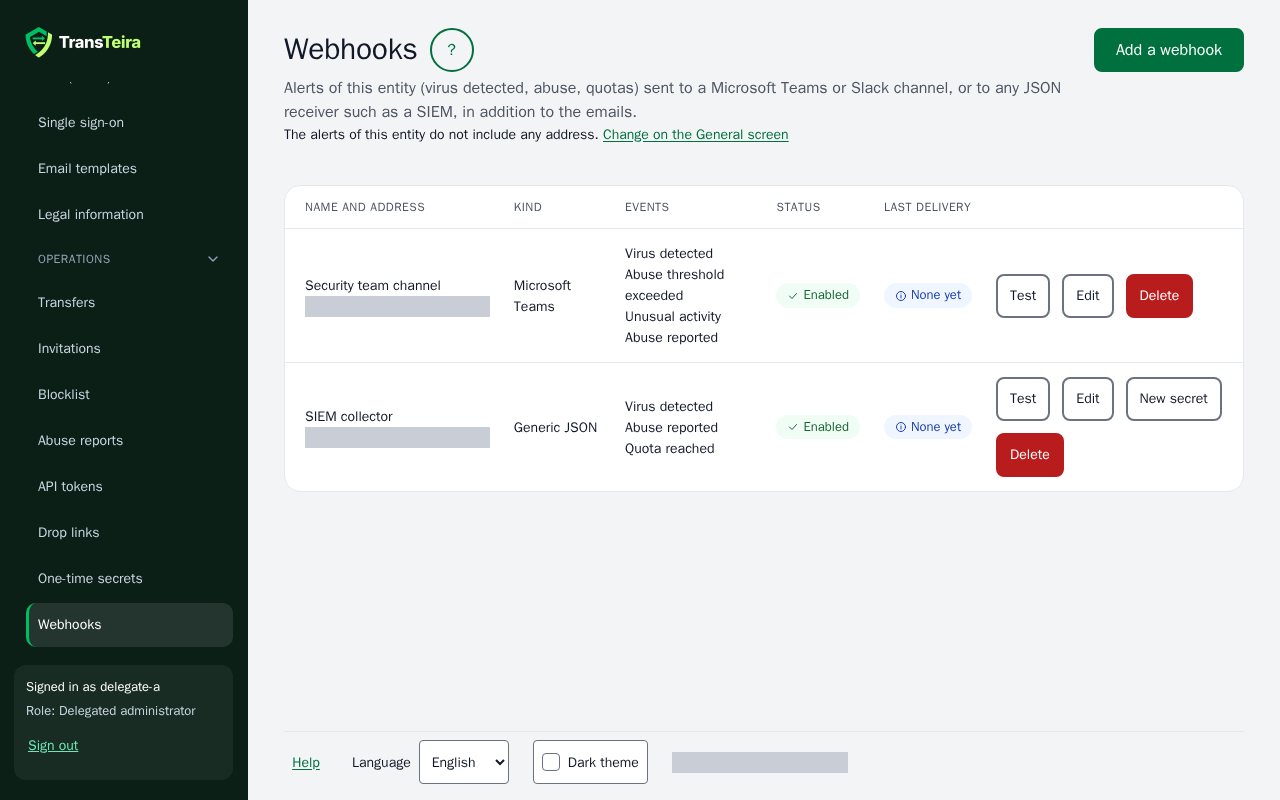 TransTeira
Single sign-on
Email templates
Legal information
OPERATIONS
Transfers
Invitations
Blocklist
Abuse reports
API tokens
Drop links
One-time secrets
Webhooks
Signed in as delegate-a
Role: Delegated administrator
Sign out
Webhooks ?
Add a webhook
Alerts of this entity (virus detected, abuse, quotas) sent to a Microsoft Teams or Slack channel, or to any JSON
receiver such as a SIEM, in addition to the emails.
The alerts of this entity do not include any address. Change on the General screen
NAME AND ADDRESS KIND EVENTS STATUS LAST DELIVERY
Security team channel
Microsoft
Teams
Virus detected
Abuse threshold
exceeded
Unusual activity
Abuse reported
Enabled
None yet
Test Edit Delete
SIEM collector
Generic JSON
Virus detected
Abuse reported
Quota reached
Enabled
None yet
Test Edit New secret
Delete
Help Language English Dark theme